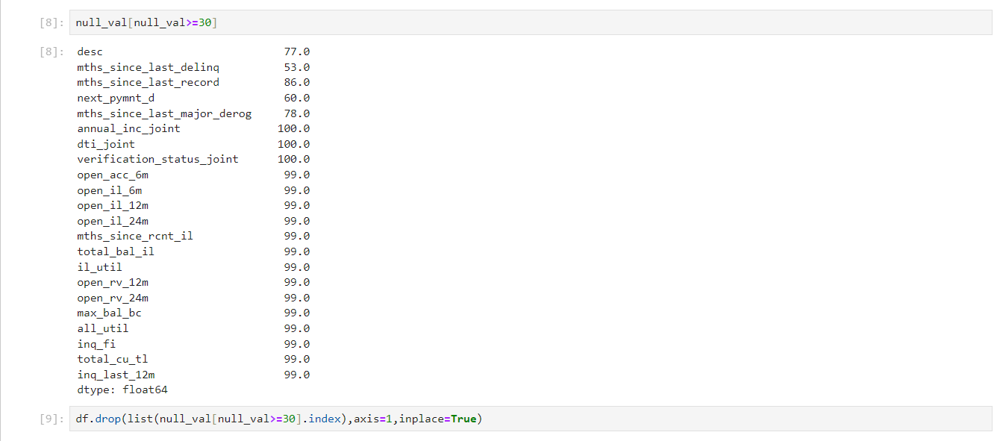 [8]: null_val[null_val>=30]
[8]: desc 77.0
mths_since_last_delinq 53.0
mths_since_last_record 86.0
next_pymnt_d 60.0
mths_since_last_major_derog 78.0
annual_inc_joint 100.0
dti_joint 100.0
verification_status_joint 100.0
open_acc_6m 99.0
open_il_6m 99.0
open_il_12m 99.0
open_il_24m 99.0
mths_since_rcnt_il 99.0
total_bal_il 99.0
il_util 99.0
open_rv_12m 99.0
open_rv_24m 99.0
max_bal_bc 99.0
all_util 99.0
inq_fi 99.0
total_cu_tl 99.0
inq_last_12m 99.0
dtype: float64
[9]: df.drop(list(null_val[null_val>=30].index),axis=1,inplace=True)